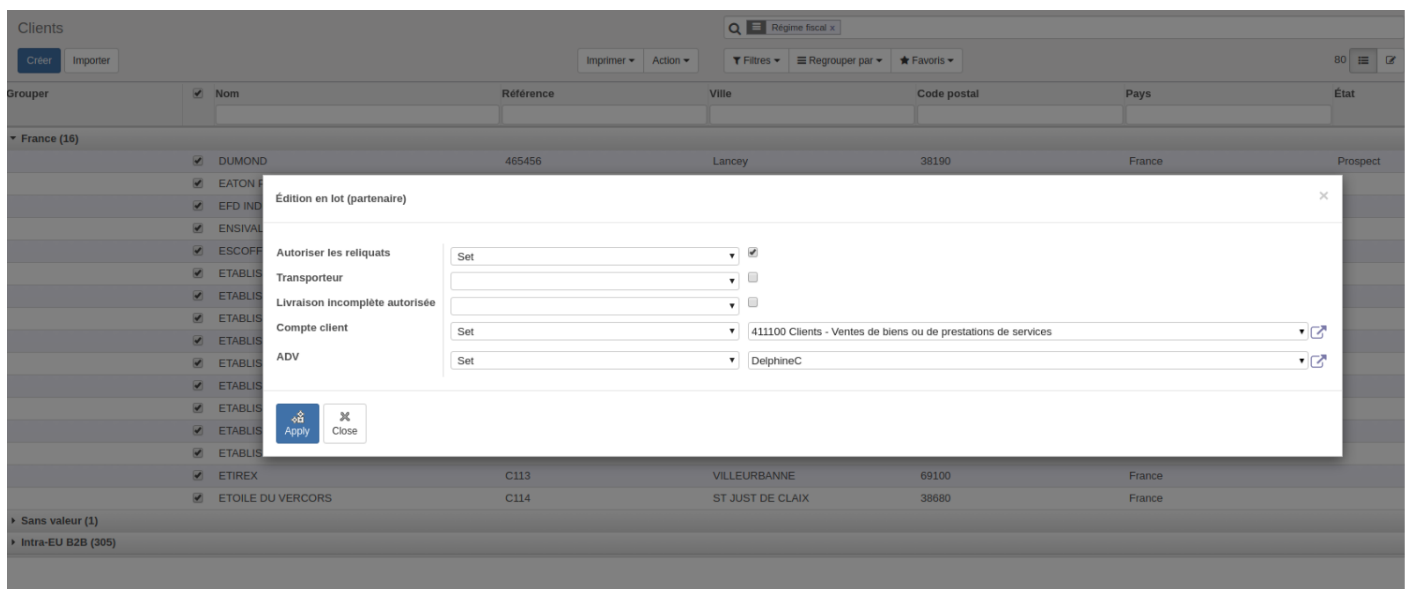 Clients
Régime fiscal x
Créer Importer Imprimer Action Filtres Regrouper par Favoris 80
Grouper Nom Référence Ville Code postal Pays État
France (16)
DUMOND 465456 Lancey 38190 France Prospect
EATON
EFD IND
ENSIVAL
ESCOFF
ETABLIS
ETABLIS
ETABLIS
ETABLIS
ETABLIS
ETABLIS
ETABLIS
ETABLIS
ETABLIS
Édition en lot (partenaire) ×
Autoriser les reliquats Set
Transporteur
Livraison incomplète autorisée
Compte client Set 411100 Clients - Ventes de biens ou de prestations de services
ADV Set DelphineC
Apply Close
ETIREX C113 VILLEURBANNE 69100 France
ETOILE DU VERCORS C114 ST JUST DE CLAIX 38680 France
Sans valeur (1)
Intra-EU B2B (305)